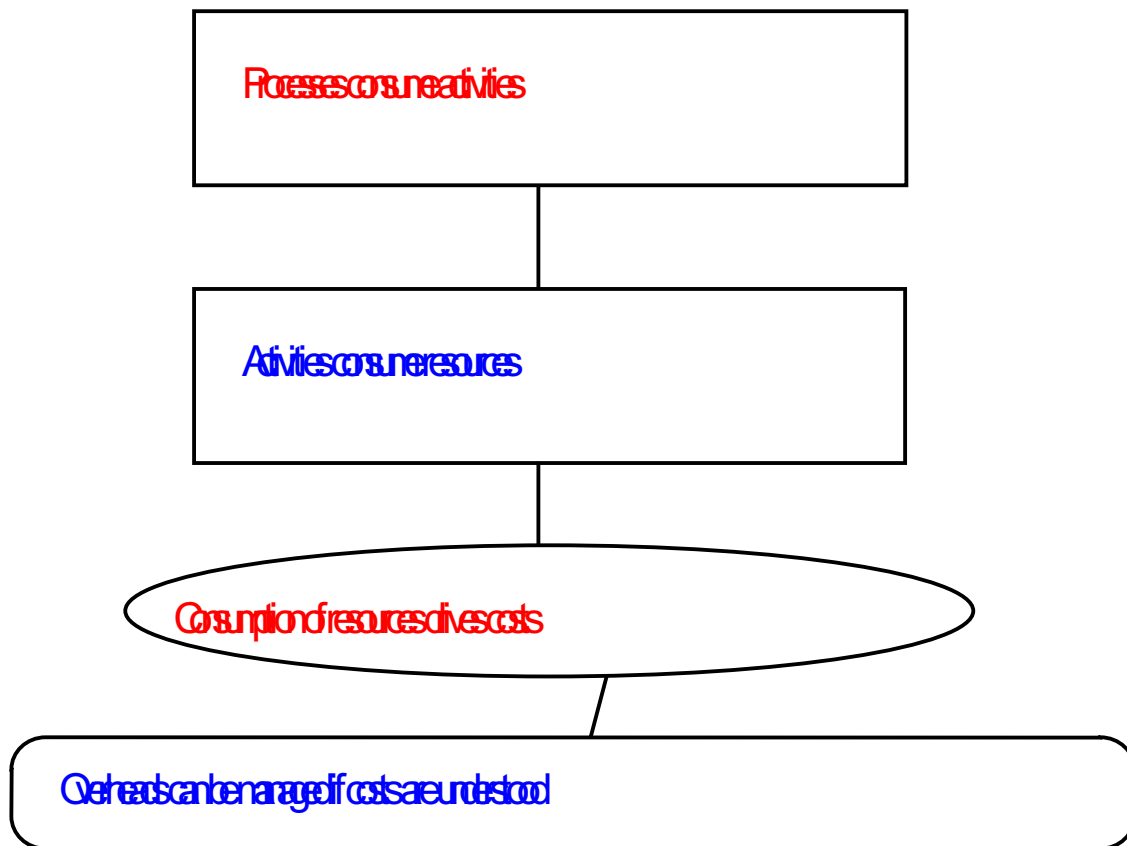 Processes consume activities
Activities consume resources
Consumption of resources drives costs
Overheads can be managed if costs are understood